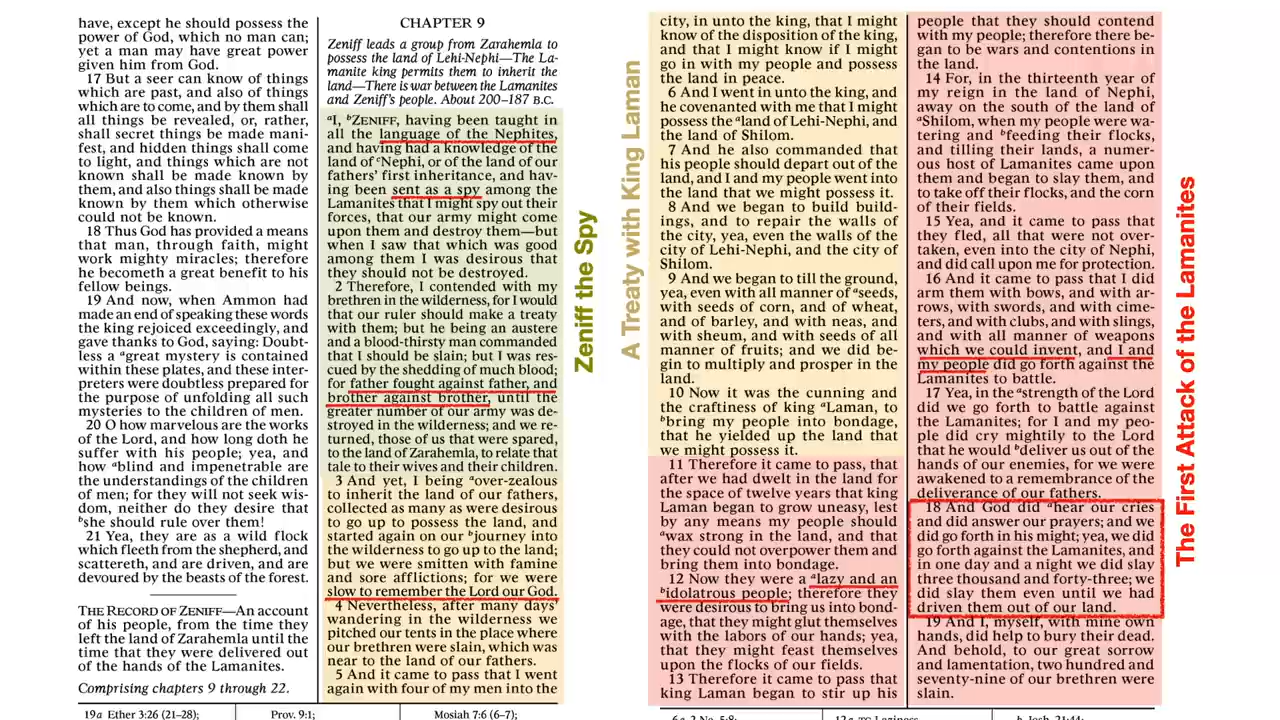 have, except he should possess the
power of God, which no man can;
yet a man may have great power
given him from God.
17 But a seer can know of things
which are past, and also of things
which are to come, and by them shall
all things be revealed, or, rather,
shall secret things be made mani-
fest, and hidden things shall come
to light, and things which are not
known shall be made known by
them, and also things shall be made
known by them which otherwise
could not be known.
18 Thus God has provided a means
that man, through faith, might
work mighty miracles; therefore
he becometh a great benefit to his
fellow beings.
19 And now, when Ammon had
made an end of speaking these words
the king rejoiced exceedingly, and
gave thanks to God, saying: Doubt-
less a ᵃgreat mystery is contained
within these plates, and these inter-
preters were doubtless prepared for
the purpose of unfolding all such
mysteries to the children of men.
20 O how marvelous are the works
of the Lord, and how long doth he
suffer with his people; yea, and
how ᵃblind and impenetrable are
the understandings of the children
of men; for they will not seek wis-
dom, neither do they desire that
ᵇshe should rule over them!
21 Yea, they are as a wild flock
which fleeth from the shepherd, and
scattereth, and are driven, and are
devoured by the beasts of the forest.
THE RECORD OF ZENIFF—An account
of his people, from the time they
left the land of Zarahemla until the
time that they were delivered out
of the hands of the Lamanites.
Comprising chapters 9 through 22.
19a Ether 3:26 (21–28);
Prov. 9:1;
CHAPTER 9
Zeniff leads a group from Zarahemla to
possess the land of Lehi-Nephi—The La-
manite king permits them to inherit the
land—There is war between the Lamanites
and Zeniff's people. About 200–187 B.C.
ᵃI, ᵇZENIFF, having been taught in
all the language of the Nephites,
and having had a knowledge of the
land of ᶜNephi, or of the land of our
fathers' first inheritance, and hav-
ing been sent as a spy among the
Lamanites that I might spy out their
forces, that our army might come
upon them and destroy them—but
when I saw that which was good
among them I was desirous that
they should not be destroyed.
2 Therefore, I contended with my
brethren in the wilderness, for I would
that our ruler should make a treaty
with them; but he being an austere
and a blood-thirsty man commanded
that I should be slain; but I was res-
cued by the shedding of much blood;
for father fought against father, and
brother against brother, until the
greater number of our army was de-
stroyed in the wilderness; and we re-
turned, those of us that were spared,
to the land of Zarahemla, to relate that
tale to their wives and their children.
3 And yet, I being ᵃover-zealous
to inherit the land of our fathers,
collected as many as were desirous
to go up to possess the land, and
started again on our ᵇjourney into
the wilderness to go up to the land;
but we were smitten with famine
and sore afflictions; for we were
slow to remember the Lord our God.
4 Nevertheless, after many days'
wandering in the wilderness we
pitched our tents in the place where
our brethren were slain, which was
near to the land of our fathers.
5 And it came to pass that I went
again with four of my men into the
Mosiah 7:6 (6–7);
Zeniff the Spy
A Treaty with King Laman
city, in unto the king, that I might
know of the disposition of the king,
and that I might know if I might
go in with my people and possess
the land in peace.
6 And I went in unto the king, and
he covenanted with me that I might
possess the ᵃland of Lehi-Nephi, and
the land of Shilom.
7 And he also commanded that
his people should depart out of the
land, and I and my people went into
the land that we might possess it.
8 And we began to build build-
ings, and to repair the walls of
the city, yea, even the walls of the
city of Lehi-Nephi, and the city of
Shilom.
9 And we began to till the ground,
yea, even with all manner of ᵃseeds,
with seeds of corn, and of wheat,
and of barley, and with neas, and
with sheum, and with seeds of all
manner of fruits; and we did be-
gin to multiply and prosper in the
land.
10 Now it was the cunning and
the craftiness of king ᵃLaman, to
ᵇbring my people into bondage,
that he yielded up the land that
we might possess it.
11 Therefore it came to pass, that
after we had dwelt in the land for
the space of twelve years that king
Laman began to grow uneasy, lest
by any means my people should
ᵃwax strong in the land, and that
they could not overpower them and
bring them into bondage.
12 Now they were a ᵃlazy and an
ᵇidolatrous people; therefore they
were desirous to bring us into bond-
age, that they might glut themselves
with the labors of our hands; yea,
that they might feast themselves
upon the flocks of our fields.
13 Therefore it came to pass that
king Laman began to stir up his
people that they should contend
with my people; therefore there be-
gan to be wars and contentions in
the land.
14 For, in the thirteenth year of
my reign in the land of Nephi,
away on the south of the land of
ᵃShilom, when my people were wa-
tering and ᵇfeeding their flocks,
and tilling their lands, a numer-
ous host of Lamanites came upon
them and began to slay them, and
to take off their flocks, and the corn
of their fields.
15 Yea, and it came to pass that
they fled, all that were not over-
taken, even into the city of Nephi,
and did call upon me for protection.
16 And it came to pass that I did
arm them with bows, and with ar-
rows, with swords, and with cime-
ters, and with clubs, and with slings,
and with all manner of weapons
which we could invent, and I and
my people did go forth against the
Lamanites to battle.
17 Yea, in the ᵃstrength of the Lord
did we go forth to battle against
the Lamanites; for I and my peo-
ple did cry mightily to the Lord
that he would ᵇdeliver us out of the
hands of our enemies, for we were
awakened to a remembrance of the
deliverance of our fathers.
18 And God did ᵃhear our cries
and did answer our prayers; and we
did go forth in his might; yea, we did
go forth against the Lamanites, and
in one day and a night we did slay
three thousand and forty-three; we
did slay them even until we had
driven them out of our land.
19 And I, myself, with mine own
hands, did help to bury their dead.
And behold, to our great sorrow
and lamentation, two hundred and
seventy-nine of our brethren were
slain.
The First Attack of the Lamanites
6a 2 Ne. 5:8;
12a TG Laziness.
b Josh. 21:44;